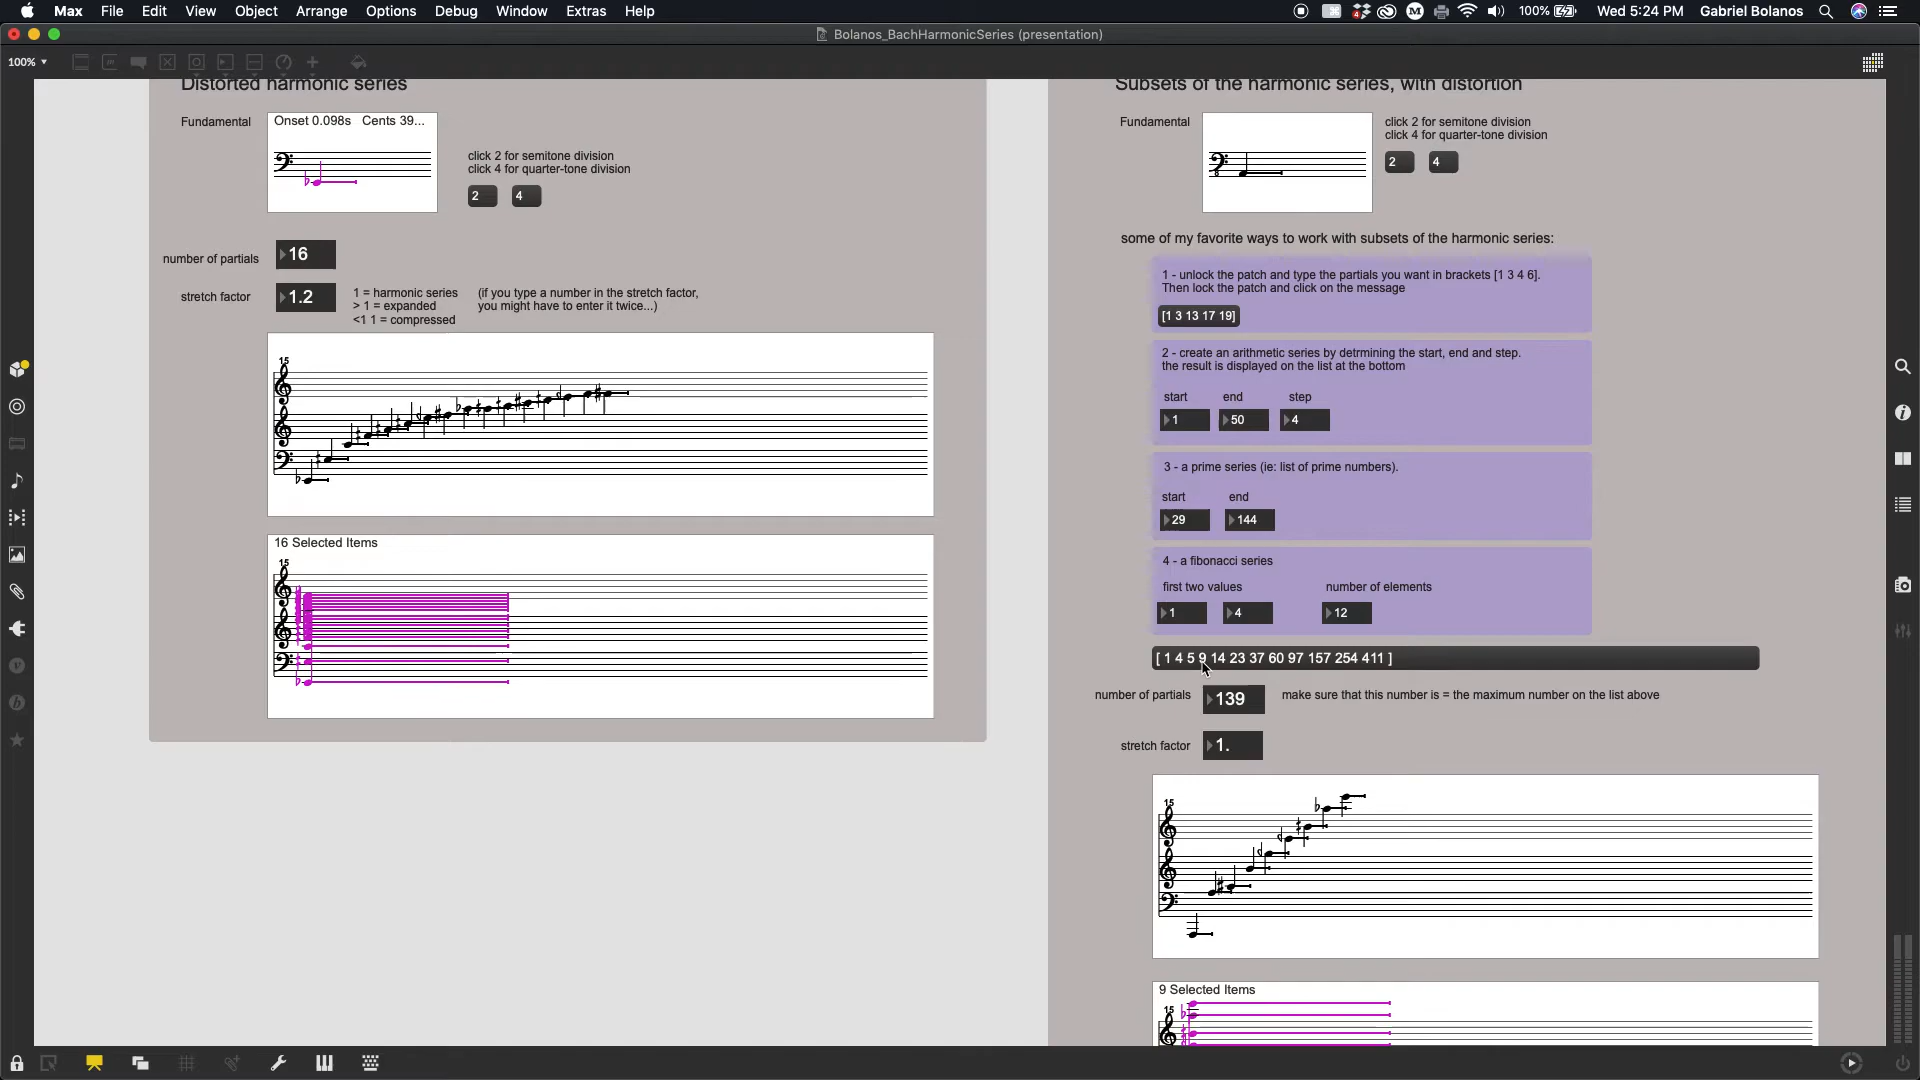 Max File Edit View Object Arrange Options Debug Window Extras Help
4 M 100% Wed 5:24 PM Gabriel Bolanos
Bolanos_BachHarmonicSeries (presentation)
100%
Distorted harmonic series
Fundamental
Onset 0.098s Cents 39...
click 2 for semitone division
click 4 for quarter-tone division
2 4
number of partials
16
stretch factor
1.2
1 = harmonic series
> 1 = expanded
<1 1 = compressed
(if you type a number in the stretch factor,
you might have to enter it twice...)
15
16 Selected Items
15
Subsets of the harmonic series, with distortion
Fundamental
8
click 2 for semitone division
click 4 for quarter-tone division
2 4
some of my favorite ways to work with subsets of the harmonic series:
1 - unlock the patch and type the partials you want in brackets [1 3 4 6].
Then lock the patch and click on the message
[1 3 13 17 19]
2 - create an arithmetic series by detrmining the start, end and step.
the result is displayed on the list at the bottom
start end step
1 50 4
3 - a prime series (ie: list of prime numbers).
start end
29 144
4 - a fibonacci series
first two values number of elements
1 4 12
[ 1 4 5 9 14 23 37 60 97 157 254 411 ]
number of partials
139
make sure that this number is = the maximum number on the list above
stretch factor
1.
15
9 Selected Items
15